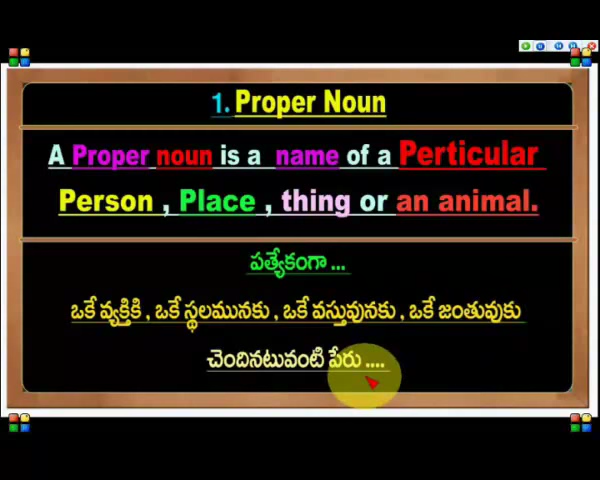 1. Proper Noun
A Proper noun is a name of a Perticular
Person , Place , thing or an animal.
పత్యేకంగా ...
ఒకే వ్యక్తికి , ఒకే స్థలమునకు , ఒకే వస్తువునకు , ఒకే జంతువుకు
చెందినటువంటి పేరు ....